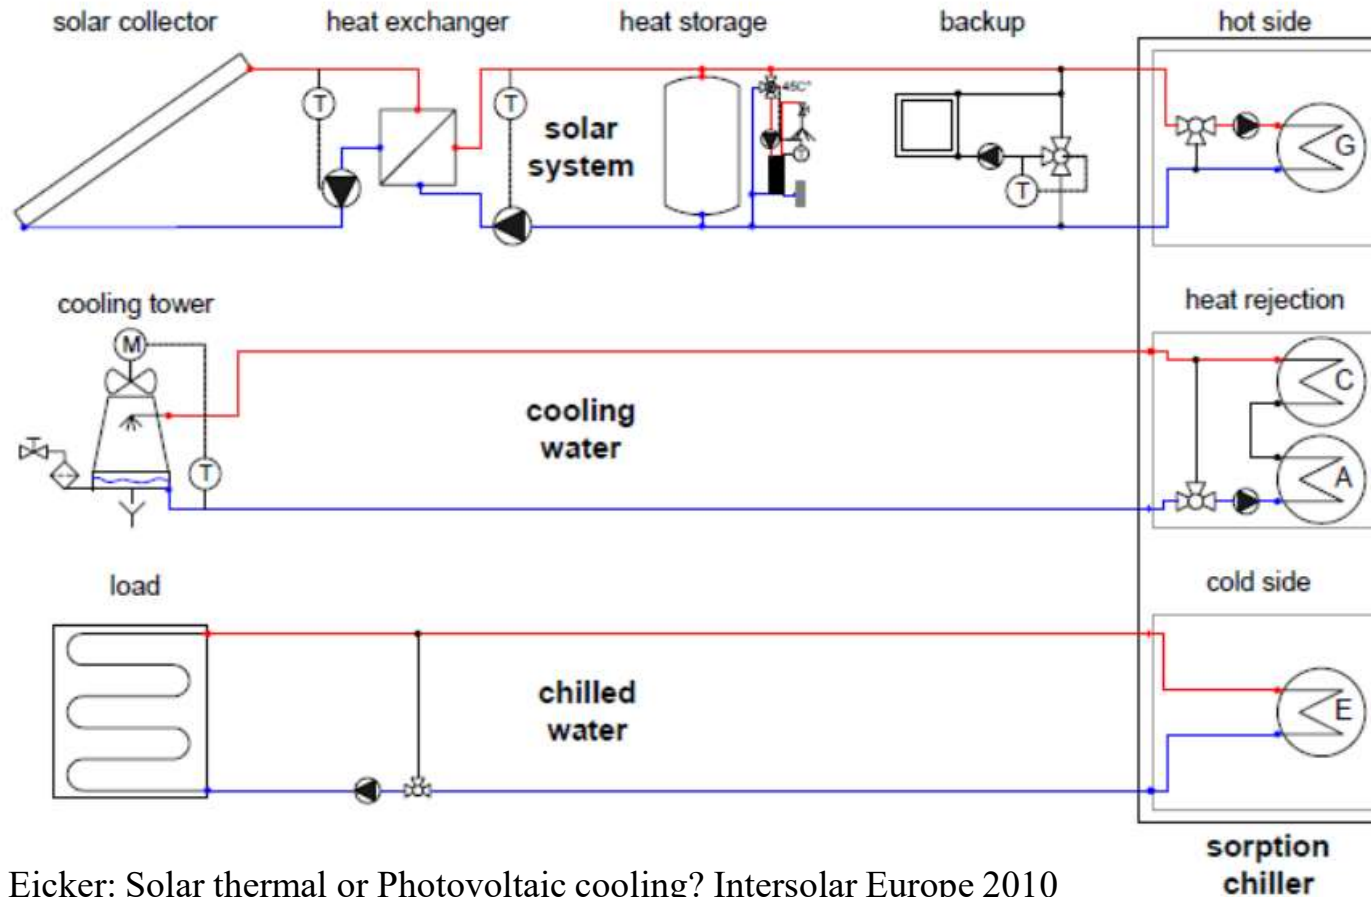 solar collector
heat exchanger
heat storage
backup
hot side
T
T
45C°
solar
system
T
G
cooling tower
heat rejection
M
C
cooling
water
T
A
load
cold side
chilled
water
E
sorption
chiller
Eicker: Solar thermal or Photovoltaic cooling? Intersolar Europe 2010